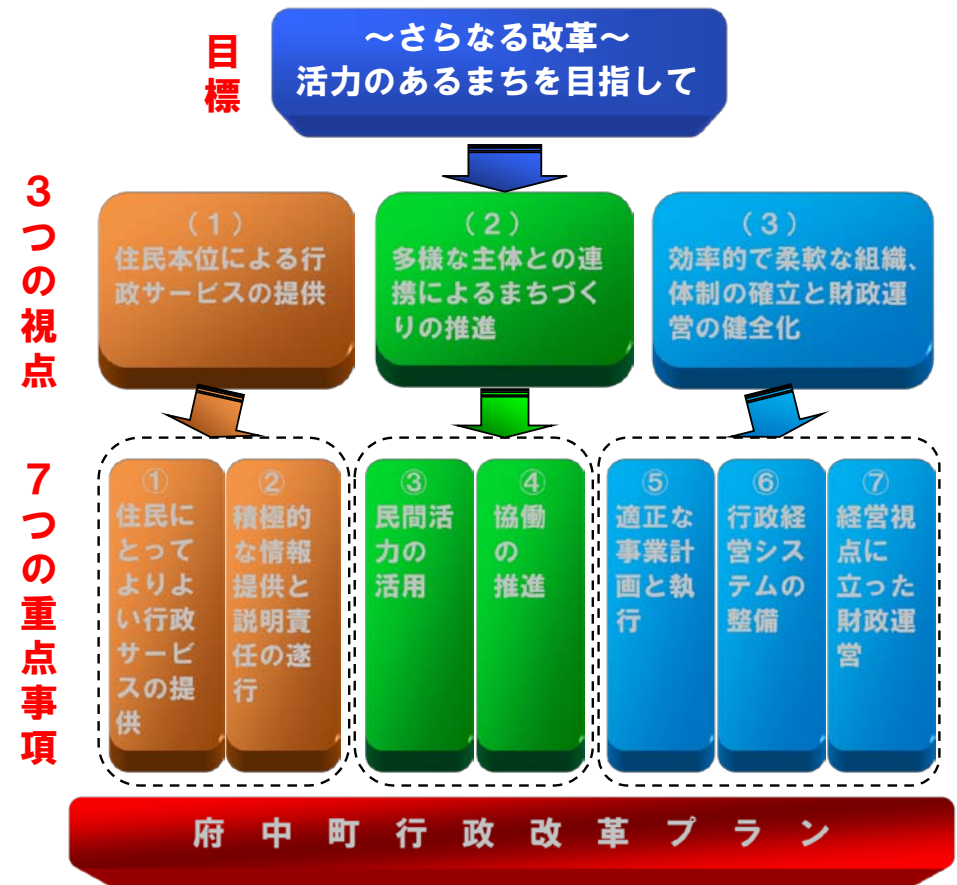 目標
～さらなる改革～
活力のあるまちを目指して
3つの視点
（1）
住民本位による行
政サービスの提供
（2）
多様な主体との連
携によるまちづく
りの推進
（3）
効率的で柔軟な組織、
体制の確立と財政運
営の健全化
7つの重点事項
①
住民に
とって
よりよ
い行政
サービ
スの提
供
②
積極的
な情報
提供と
説明責
任の遂
行
③
民間活
力の
活用
④
協働
の
推進
⑤
適正な
事業計
画と執
行
⑥
行政経
営シス
テムの
整備
⑦
経営視
点に
立った
財政運
営
府中町行政改革プラン